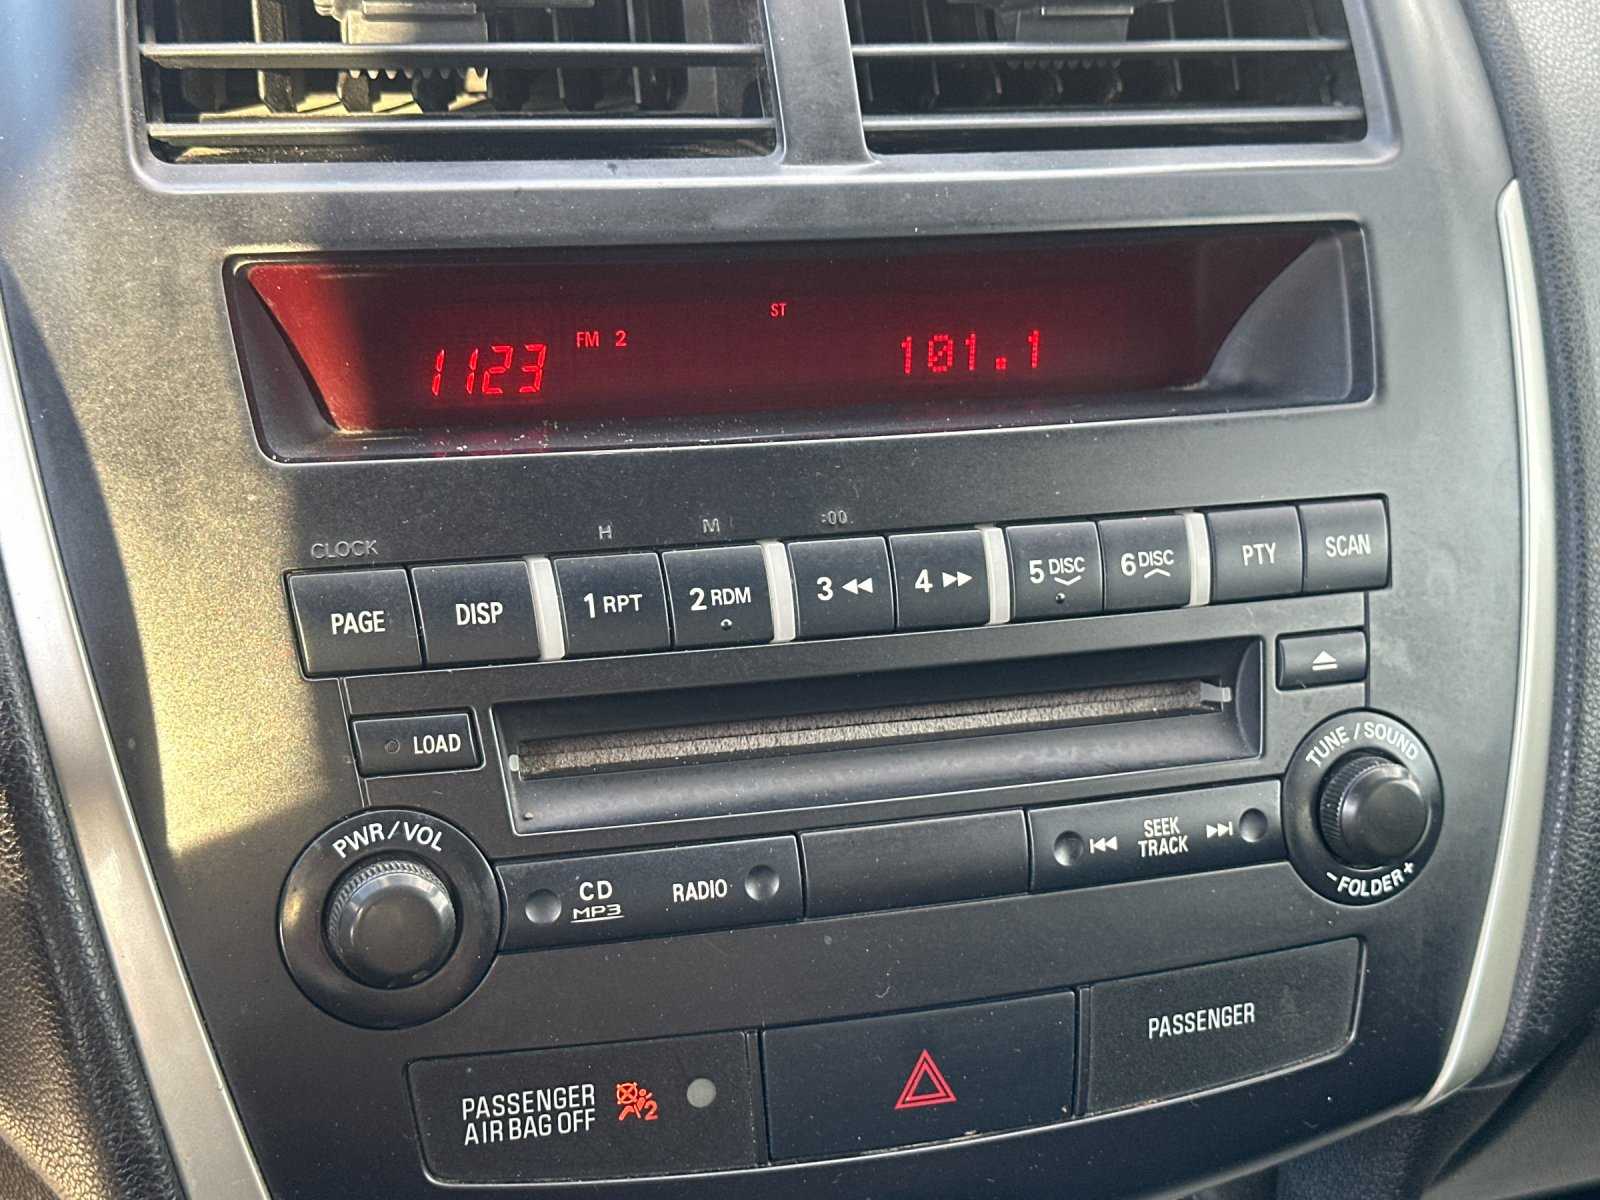 1123 FM 2 ST 101.1
CLOCK H M :00
PAGE DISP 1 RPT 2 RDM 3 4 5 DISC 6 DISC PTY SCAN
LOAD
TUNE / SOUND
- FOLDER +
PWR / VOL
CD
MP3
RADIO
SEEK
TRACK
PASSENGER
AIR BAG OFF
2
PASSENGER